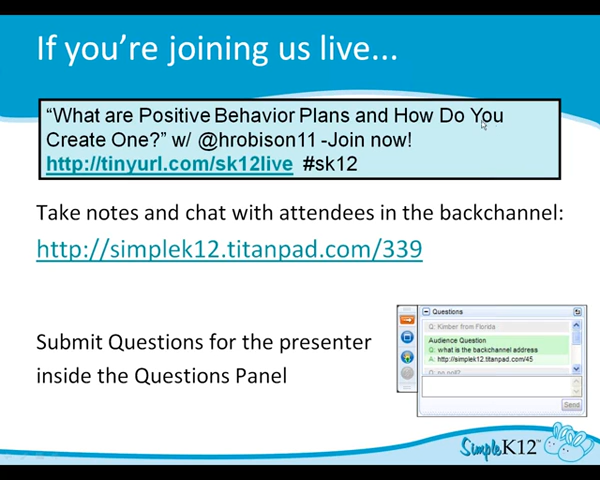 If you’re joining us live...
“What are Positive Behavior Plans and How Do You
Create One?” w/ @hrobison11 -Join now!
http://tinyurl.com/sk12live #sk12
Take notes and chat with attendees in the backchannel:
http://simplek12.titanpad.com/339
Submit Questions for the presenter
inside the Questions Panel
Questions
Q: Kimber from Florida
Audience Question
Q: what is the backchannel address
A: http://simplek12.titanpad.com/45
Send
SimpleK12™